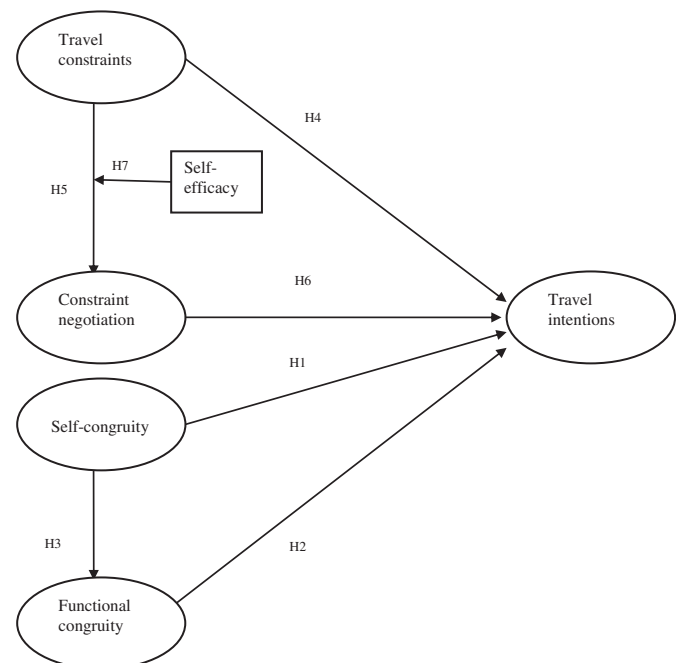 Travel
constraints
H4
H7
Self-
efficacy
H5
H6
Constraint
negotiation
Travel
intentions
H1
Self-congruity
H3
H2
Functional
congruity